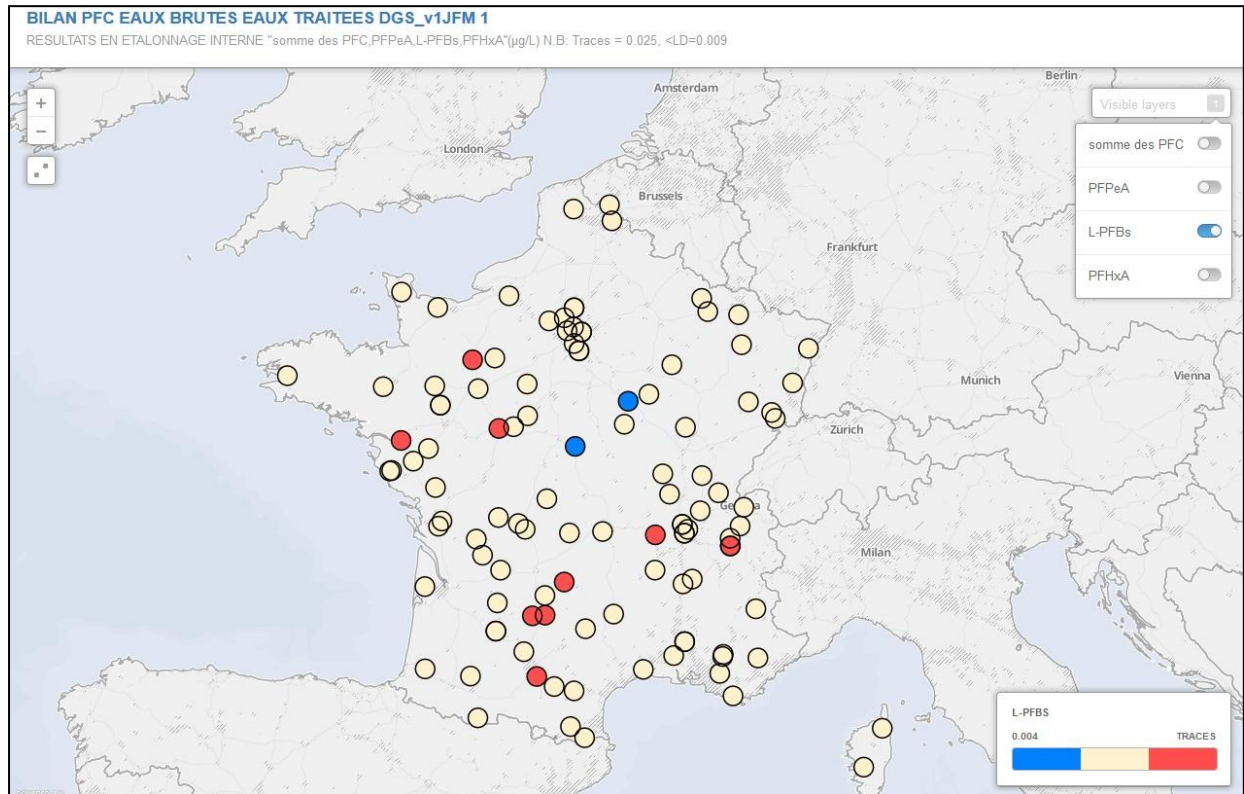 BILAN PFC EAUX BRUTES EAUX TRAITEES DGS_v1JFM 1
RESULTATS EN ETALONNAGE INTERNE "somme des PFC,PFPeA,L-PFBs,PFHxA"(µg/L) N.B: Traces = 0.025, <LD=0.009
Berlin
Amsterdam
+
Visible layers 1
−
somme des PFC
London
PFPeA
Brussels
L-PFBs
Frankfurt
PFHxA
Munich
Vienna
Zürich
Milan
L-PFBS
0.004 TRACES